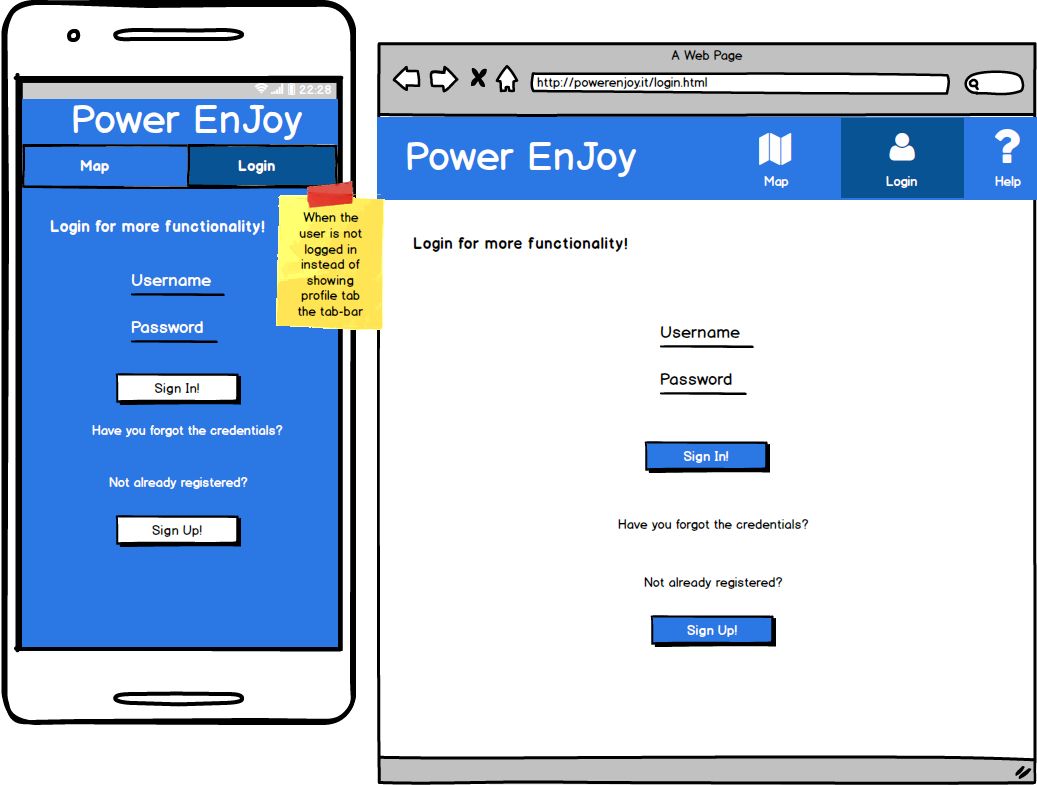 22:28
Power EnJoy
Map
Login
Login for more functionality!
Username
Password
Sign In!
Have you forgot the credentials?
Not already registered?
Sign Up!
When the
user is not
logged in
instead of
showing
profile tab
the tab-bar
A Web Page
http://powerenjoy.it/login.html
Power EnJoy
Map
Login
Help
Login for more functionality!
Username
Password
Sign In!
Have you forgot the credentials?
Not already registered?
Sign Up!